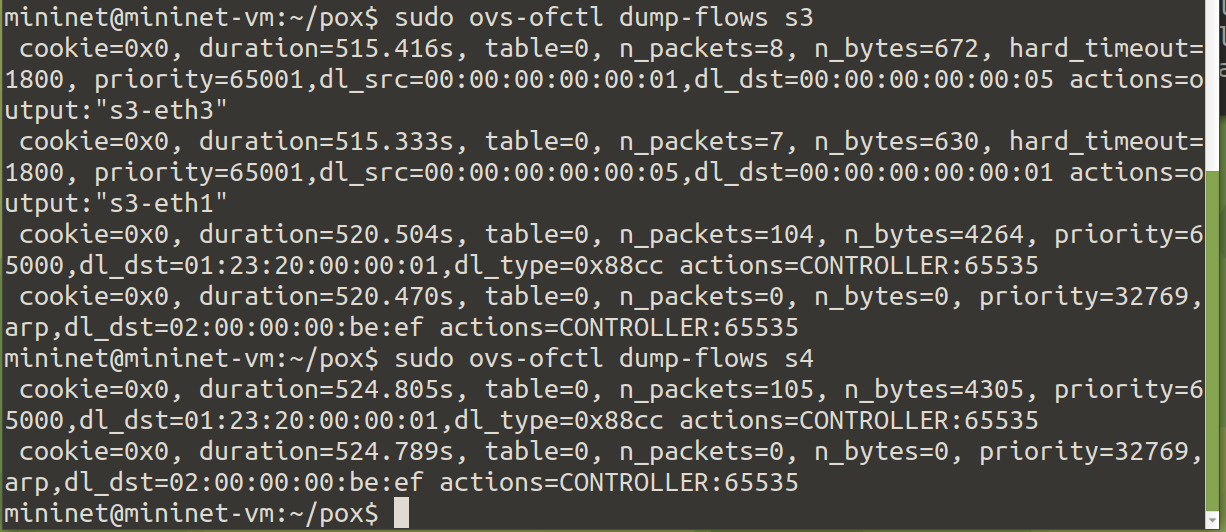 mininet@mininet-vm:~/pox$ sudo ovs-ofctl dump-flows s3
 cookie=0x0, duration=515.416s, table=0, n_packets=8, n_bytes=672, hard_timeout=
1800, priority=65001,dl_src=00:00:00:00:00:01,dl_dst=00:00:00:00:00:05 actions=o
utput:"s3-eth3"
 cookie=0x0, duration=515.333s, table=0, n_packets=7, n_bytes=630, hard_timeout=
1800, priority=65001,dl_src=00:00:00:00:00:05,dl_dst=00:00:00:00:00:01 actions=o
utput:"s3-eth1"
 cookie=0x0, duration=520.504s, table=0, n_packets=104, n_bytes=4264, priority=6
5000,dl_dst=01:23:20:00:00:01,dl_type=0x88cc actions=CONTROLLER:65535
 cookie=0x0, duration=520.470s, table=0, n_packets=0, n_bytes=0, priority=32769,
arp,dl_dst=02:00:00:00:be:ef actions=CONTROLLER:65535
mininet@mininet-vm:~/pox$ sudo ovs-ofctl dump-flows s4
 cookie=0x0, duration=524.805s, table=0, n_packets=105, n_bytes=4305, priority=6
5000,dl_dst=01:23:20:00:00:01,dl_type=0x88cc actions=CONTROLLER:65535
 cookie=0x0, duration=524.789s, table=0, n_packets=0, n_bytes=0, priority=32769,
arp,dl_dst=02:00:00:00:be:ef actions=CONTROLLER:65535
mininet@mininet-vm:~/pox$